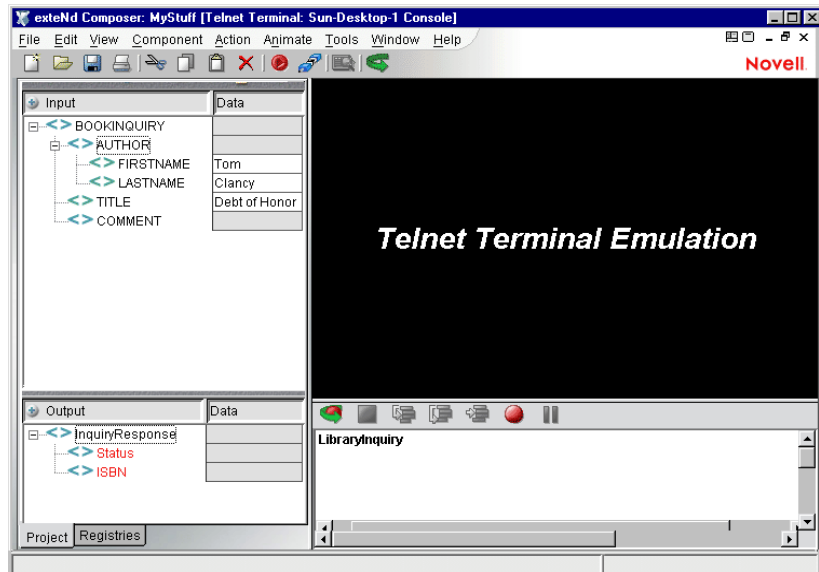 exteNd Composer: MyStuff [Telnet Terminal: Sun-Desktop-1 Console]
File Edit View Component Action Animate Tools Window Help
Novell.
Input Data
BOOKINQUIRY
AUTHOR
FIRSTNAME Tom
LASTNAME Clancy
TITLE Debt of Honor
COMMENT
Telnet Terminal Emulation
Output Data
InquiryResponse
Status
ISBN
LibraryInquiry
Project Registries